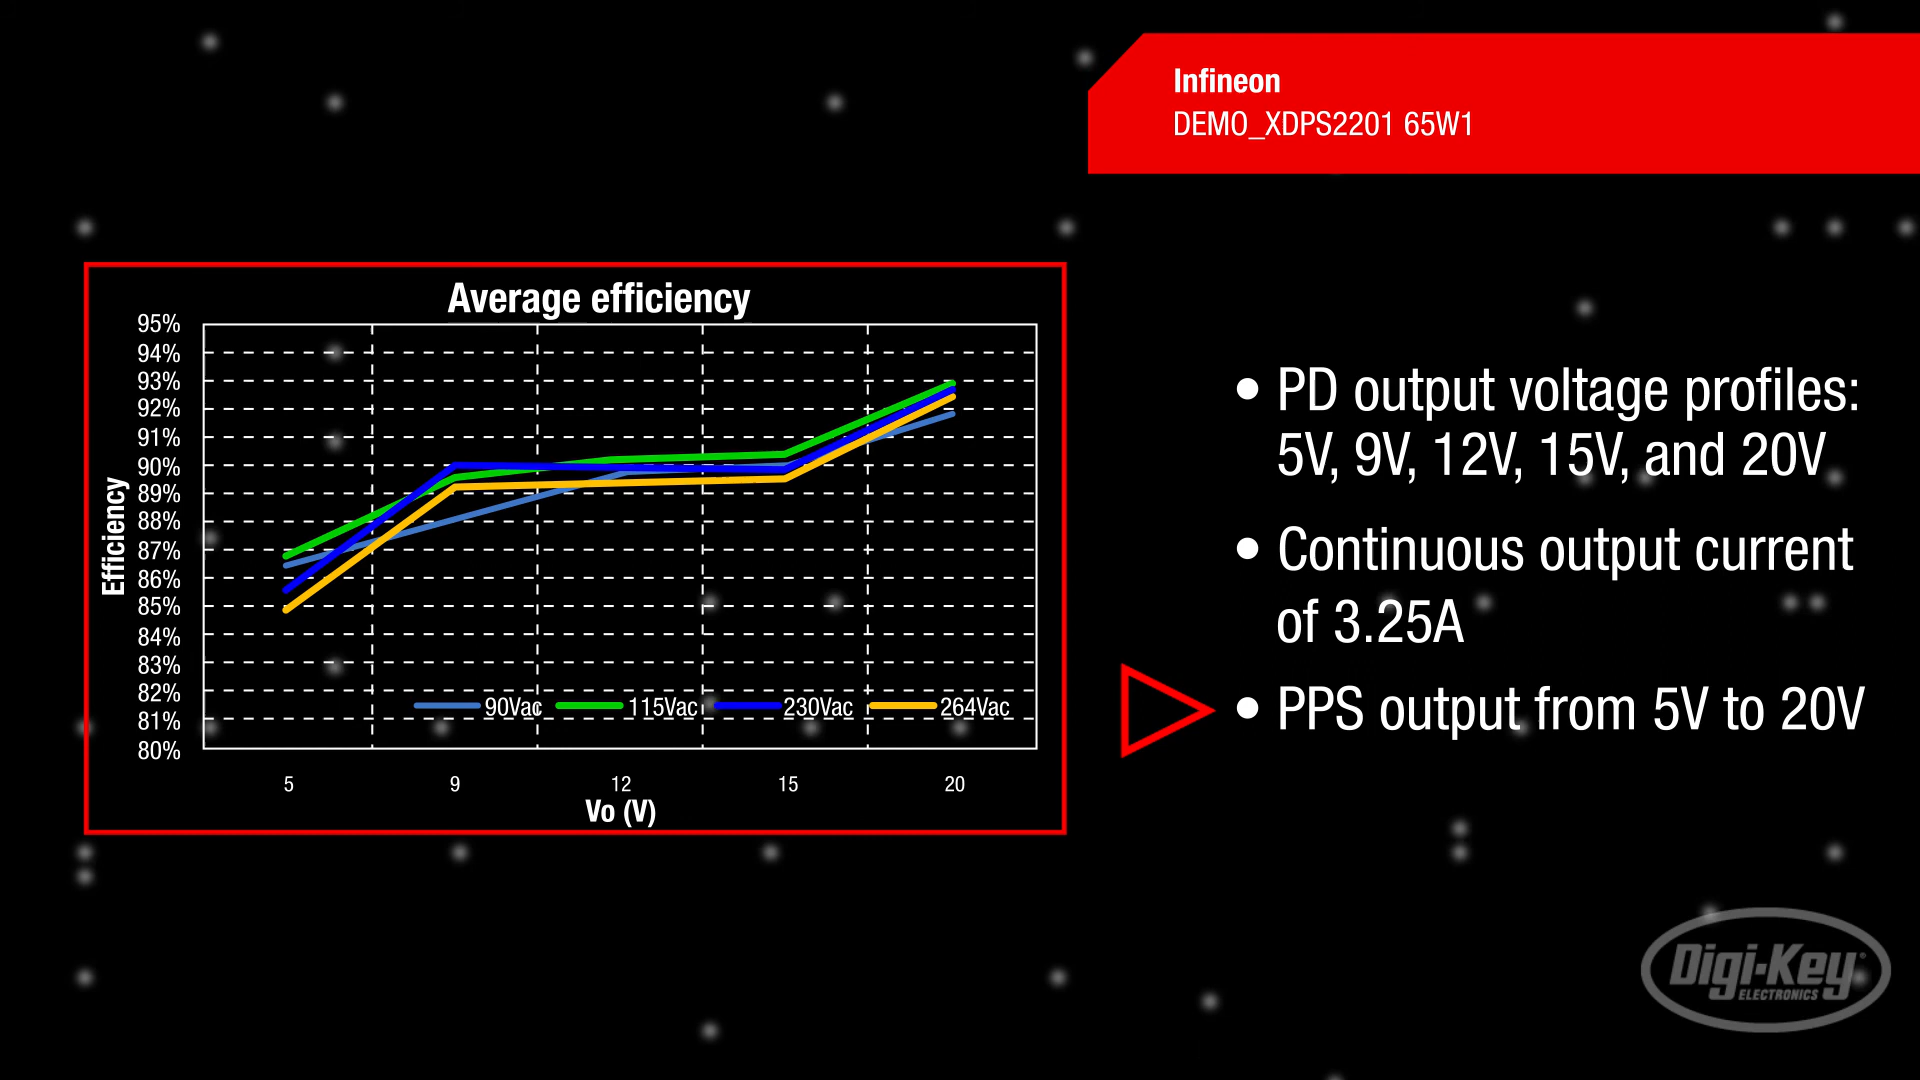 Infineon
DEMO_XDPS2201 65W1
Average efficiency
95%
94%
93%
92%
91%
90%
89%
88%
87%
86%
85%
84%
83%
82%
81%
80%
Efficiency
90Vac 115Vac 230Vac 264Vac
5 9 12 15 20
Vo (V)
• PD output voltage profiles:
5V, 9V, 12V, 15V, and 20V
• Continuous output current
of 3.25A
• PPS output from 5V to 20V
Digi-Key®
ELECTRONICS